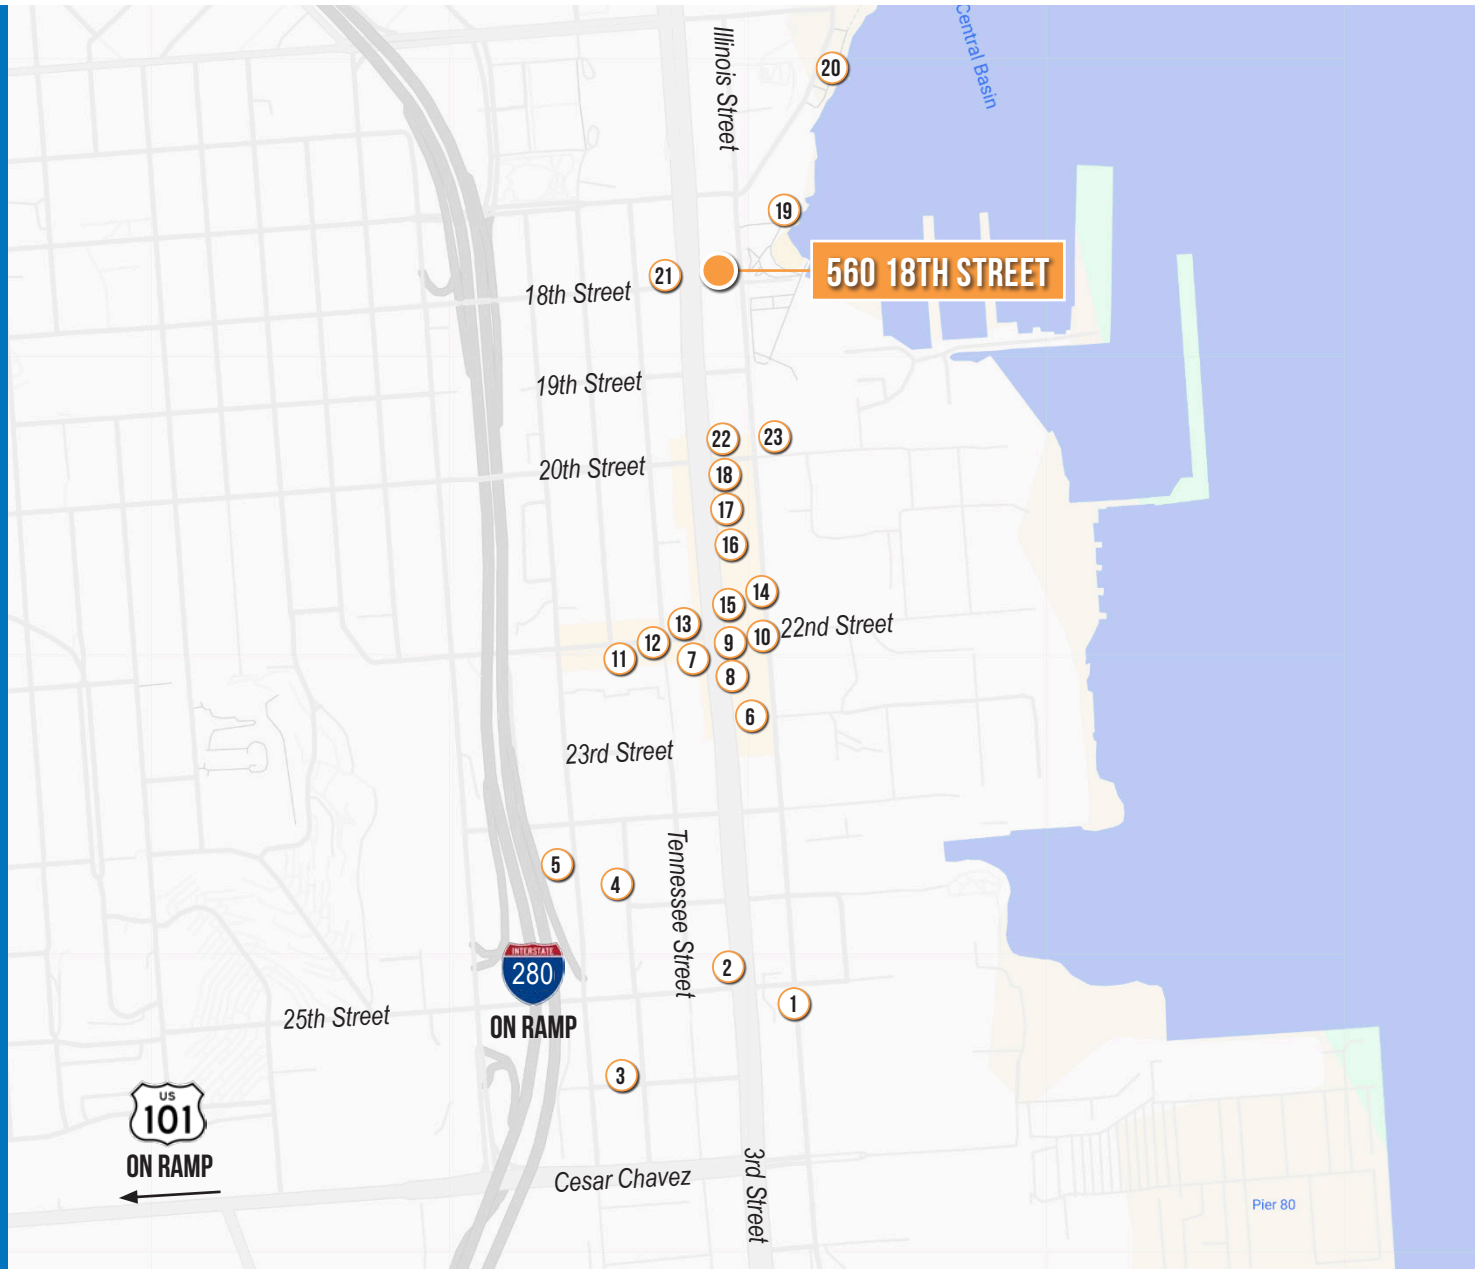 Central Basin
Illinois Street
20
19
560 18TH STREET
21
18th Street
19th Street
22
23
20th Street
18
17
16
14
15
13
22nd Street
12
9
10
11
7
8
6
23rd Street
Tennessee Street
5
4
2
INTERSTATE
280
ON RAMP
1
25th Street
3
US
101
ON RAMP
Cesar Chavez
3rd Street
Pier 80